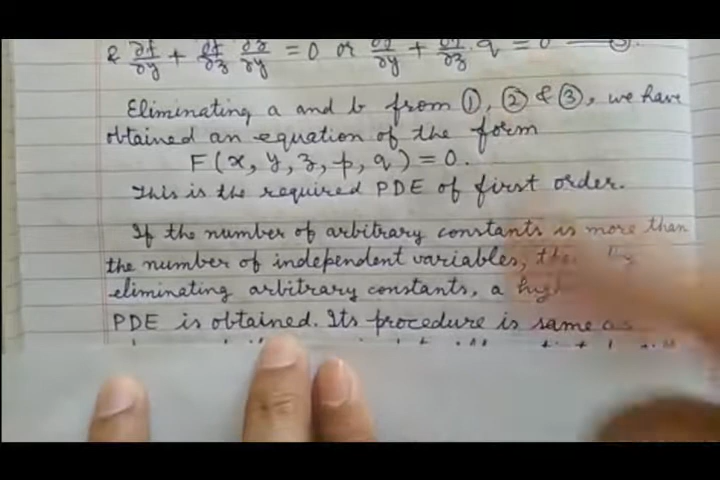 & ∂f/∂y + ∂f/∂z ∂z/∂y = 0 or ∂f/∂y + ∂f/∂z · q = 0 — ③.
Eliminating a and b from ①, ② & ③, we have
obtained an equation of the form
F(x, y, z, p, q) = 0.
This is the required PDE of first order.
If the number of arbitrary constants is more than
the number of independent variables,
eliminating arbitrary constants, a
PDE is obtained. Its procedure is same as